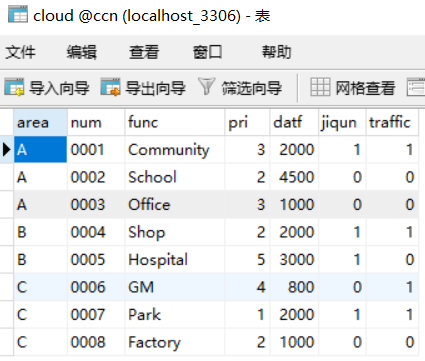 cloud @ccn (localhost_3306) - 表
文件 编辑 查看 窗口 帮助
导入向导 导出向导 筛选向导 网格查看
area num func pri datf jiqun traffic
A 0001 Community 3 2000 1 1
A 0002 School 2 4500 0 0
A 0003 Office 3 1000 0 0
B 0004 Shop 2 2000 1 1
B 0005 Hospital 5 3000 1 0
C 0006 GM 4 800 0 1
C 0007 Park 1 2000 1 1
C 0008 Factory 2 1000 0 0